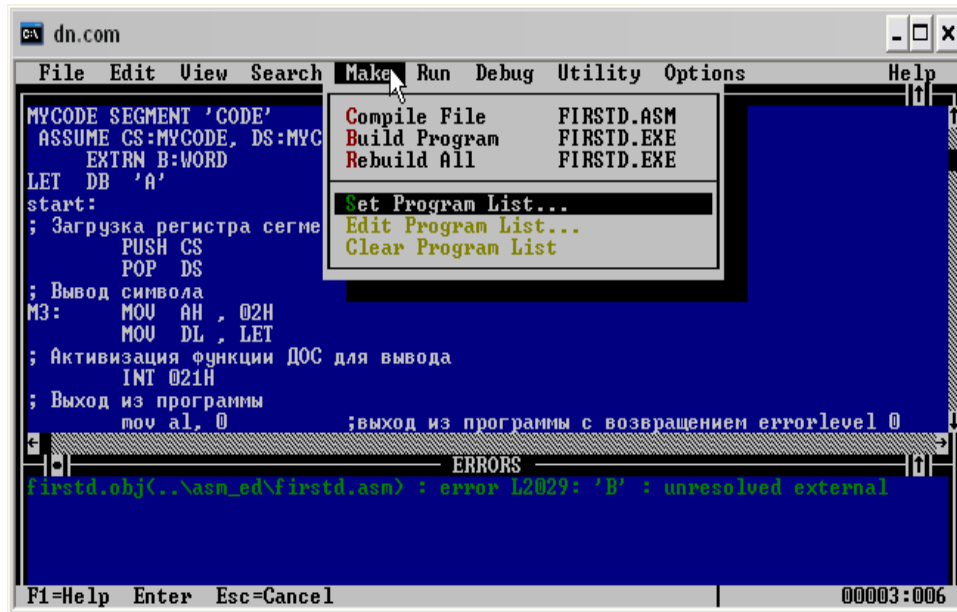 dn.com
File Edit View Search Make Run Debug Utility Options Help
MYCODE SEGMENT 'CODE'
ASSUME CS:MYCODE, DS:MYC
EXTRN B:WORD
LET DB 'A'
start:
; Загрузка регистра сегме
PUSH CS
POP DS
; Вывод символа
М3: MOV AH , 02H
MOV DL , LET
; Активизация функции ДОС для вывода
INT 021H
; Выход из программы
mov al, 0 ;выход из программы с возвращением errorlevel 0
Compile File FIRSTD.ASM
Build Program FIRSTD.EXE
Rebuild All FIRSTD.EXE
Set Program List...
Edit Program List...
Clear Program List
ERRORS
firstd.obj(..\asm_ed\firstd.asm) : error L2029: 'B' : unresolved external
F1=Help Enter Esc=Cancel 00003:006